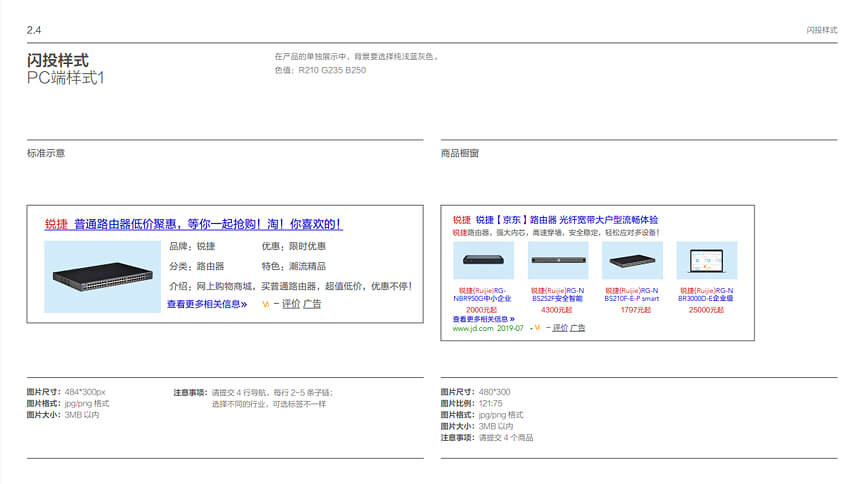 2.4
闪投样式
闪投样式
PC端样式1
在产品的单独展示中，背景要选择纯浅蓝灰色。
色值：R210 G235 B250
标准示意
锐捷 普通路由器低价聚惠，等你一起抢购！淘！你喜欢的！
品牌：锐捷 优惠：限时优惠
分类：路由器 特色：潮流精品
介绍：网上购物商城，买普通路由器，超值低价，优惠不停！
查看更多相关信息» V1 - 评价 广告
图片尺寸：484*300px
图片格式：jpg/png 格式
图片大小：3MB 以内
注意事项：请提交 4 行导航，每行 2-5 条子链；
选择不同的行业，可选标签不一样
商品橱窗
锐捷 锐捷【京东】路由器 光纤宽带大户型流畅体验
锐捷路由器，强大内芯，高速穿墙，安全稳定，轻松应对多设备！
锐捷(Ruijie)RG-
NBR950G中小企业
2000元起
锐捷(Ruijie)RG-N
BS252F安全智能
4300元起
锐捷(Ruijie)RG-N
BS210F-E-P smart
1797元起
锐捷(Ruijie)RG-N
BR3000D-E企业级
25000元起
查看更多相关信息 »
www.jd.com 2019-07 - V1 - 评价 广告
图片尺寸：480*300
图片比例：121:75
图片格式：jpg/png 格式
图片大小：3MB 以内
注意事项：请提交 4 个商品